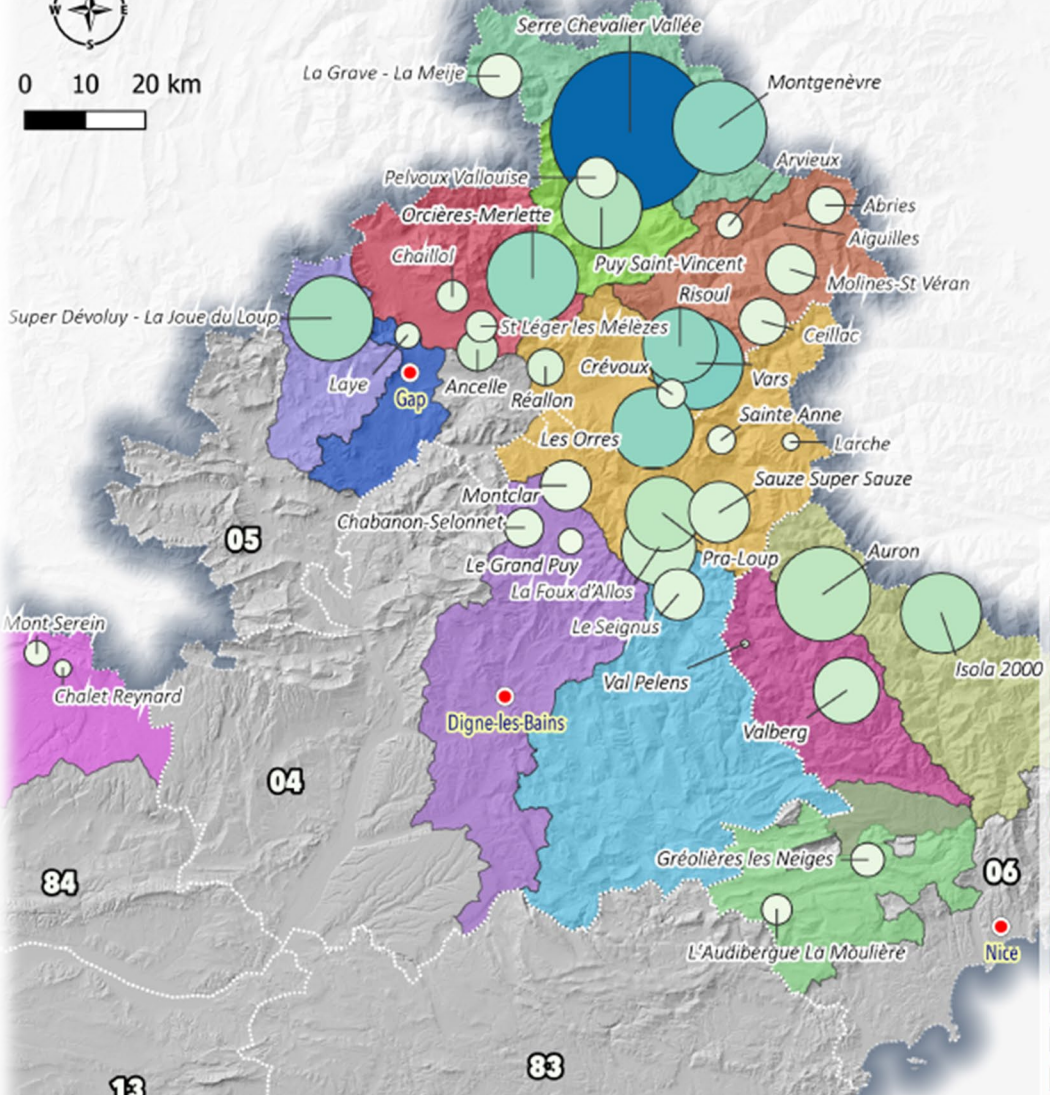 W E
S
0 10 20 km
Serre Chevalier Vallée
La Grave - La Meije
Montgenèvre
Arvieux
Pelvoux Vallouise
Abries
Orcières-Merlette
Aiguilles
Chaillol
Puy Saint-Vincent
Molines-St Véran
Risoul
Super Dévoluy - La Joue du Loup
St Léger les Mélèzes
Ceillac
Crévoux
Vars
Laye
Ancelle
Gap
Réallon
Sainte Anne
Les Orres
Larche
Sauze Super Sauze
Montclar
Chabanon-Selonnet
05
Auron
Pra-Loup
Le Grand Puy
La Foux d'Allos
Mont-Serein
Le Seignus
Isola 2000
Val Pelens
Chalet Reynard
Digne-les-Bains
Valberg
04
Gréolières les Neiges
84
06
L'Audibergue La Moulière
Nice
83
13